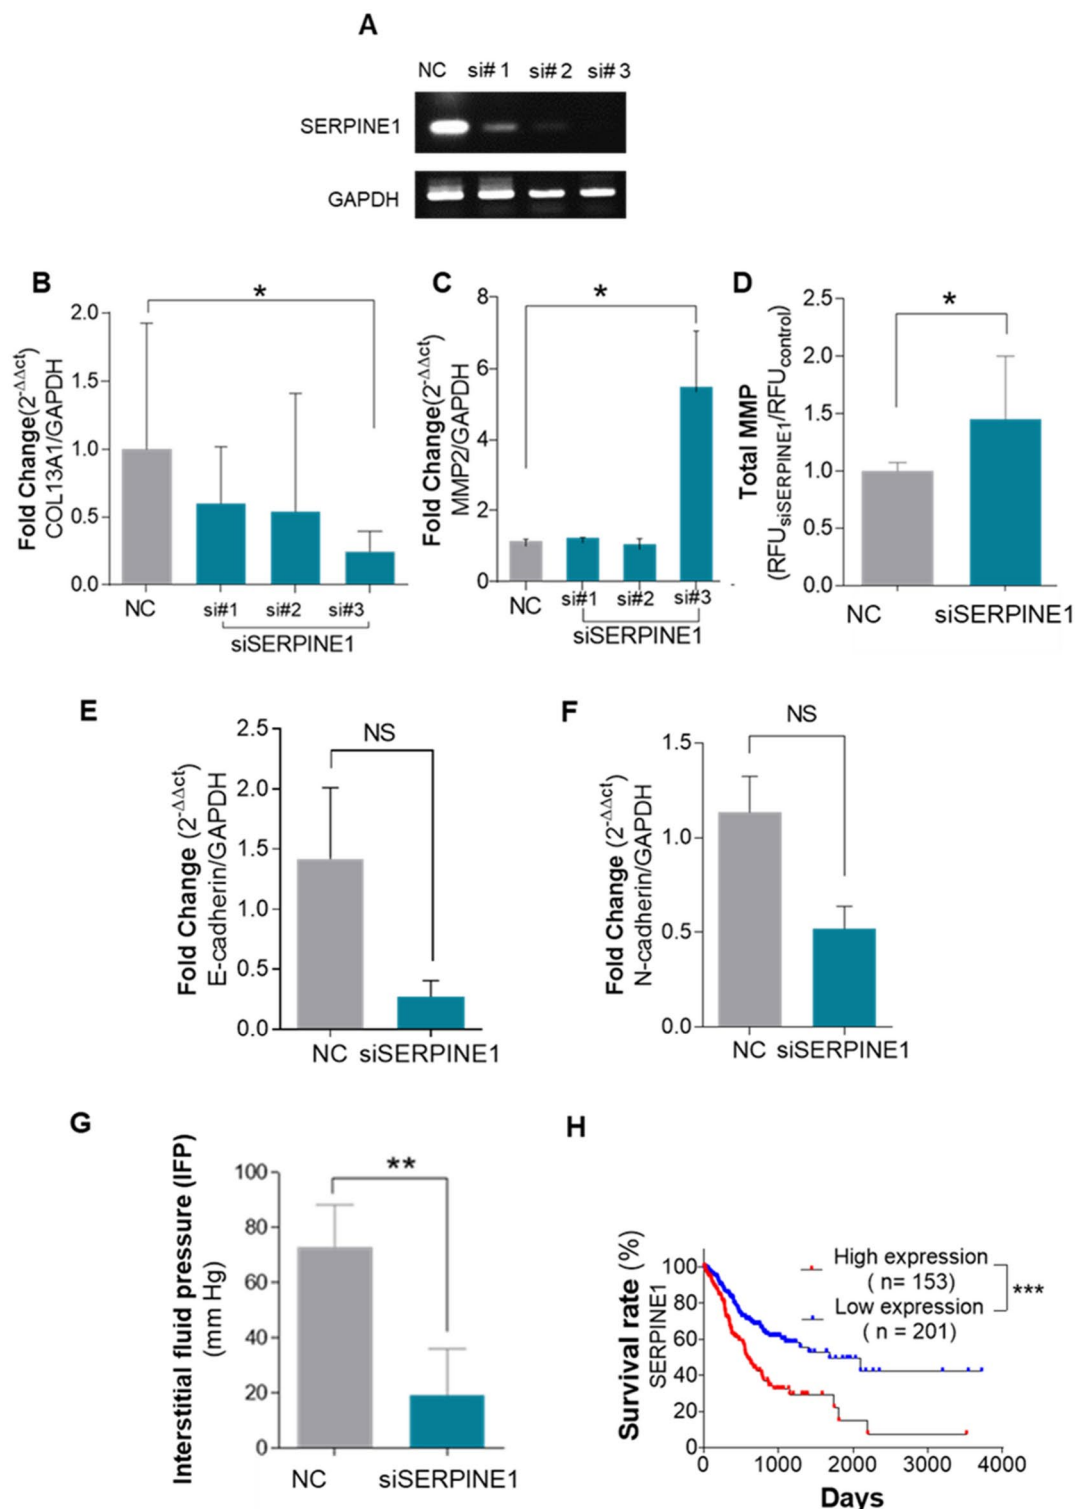 A
NC si#1 si#2 si#3
SERPINE1
GAPDH
B
Fold Change(2-ΔΔct)
COL13A1/GAPDH
2.0
1.5
1.0
0.5
0.0
*
NC si#1 si#2 si#3
siSERPINE1
C
Fold Change(2-ΔΔct)
MMP2/GAPDH
8
6
4
2
0
*
NC si#1 si#2 si#3
siSERPINE1
D
Total MMP
(RFUsiSERPINE1/RFUcontrol)
2.5
2.0
1.5
1.0
0.5
0.0
*
NC siSERPINE1
E
Fold Change (2-ΔΔct)
E-cadherin/GAPDH
2.5
2.0
1.5
1.0
0.5
0.0
NS
NC siSERPINE1
F
Fold Change (2-ΔΔct)
N-cadherin/GAPDH
1.5
1.0
0.5
0.0
NS
NC siSERPINE1
G
Interstitial fluid pressure (IFP)
(mm Hg)
100
80
60
40
20
0
**
NC siSERPINE1
H
Survival rate (%)
SERPINE1
100
80
60
40
20
0
High expression
( n= 153)
Low expression
( n = 201)
***
0 1000 2000 3000 4000
Days